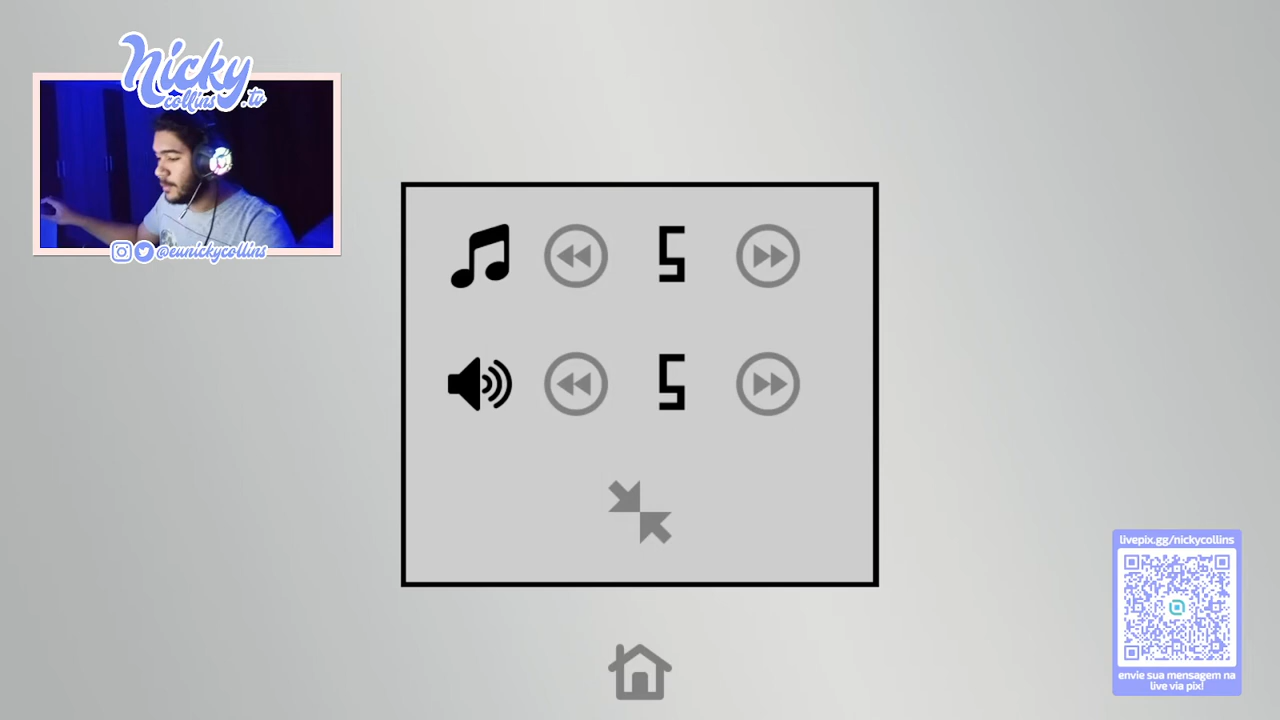 Nicky
collins.tv
@eunickycollins
5
5
livepix.gg/nickycollins
envie sua mensagem na
live via pix!